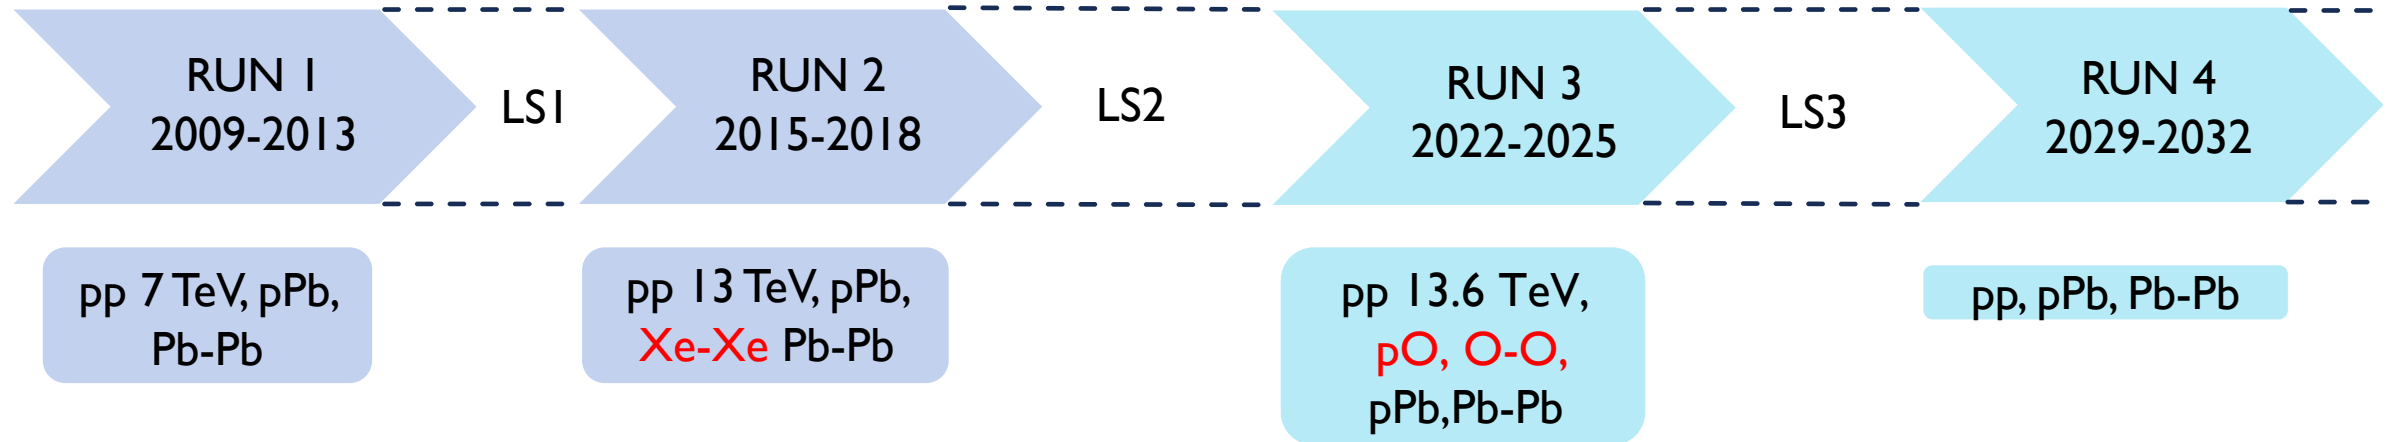 RUN 1
2009-2013
LS1
RUN 2
2015-2018
LS2
RUN 3
2022-2025
LS3
RUN 4
2029-2032
pp 7 TeV, pPb,
Pb-Pb
pp 13 TeV, pPb,
Xe-Xe Pb-Pb
pp 13.6 TeV,
pO, O-O,
pPb,Pb-Pb
pp, pPb, Pb-Pb